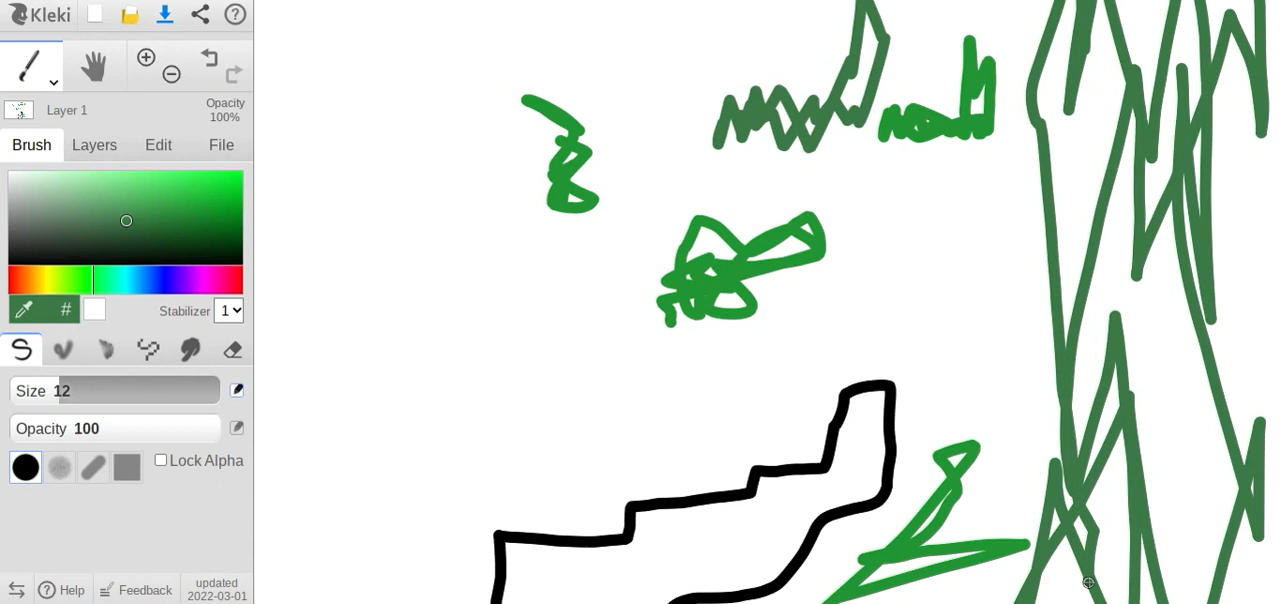 Kleki
Layer 1
Opacity
100%
Brush
Layers
Edit
File
#
Stabilizer 1
Size 12
Opacity 100
Lock Alpha
Help
Feedback
updated
2022-03-01